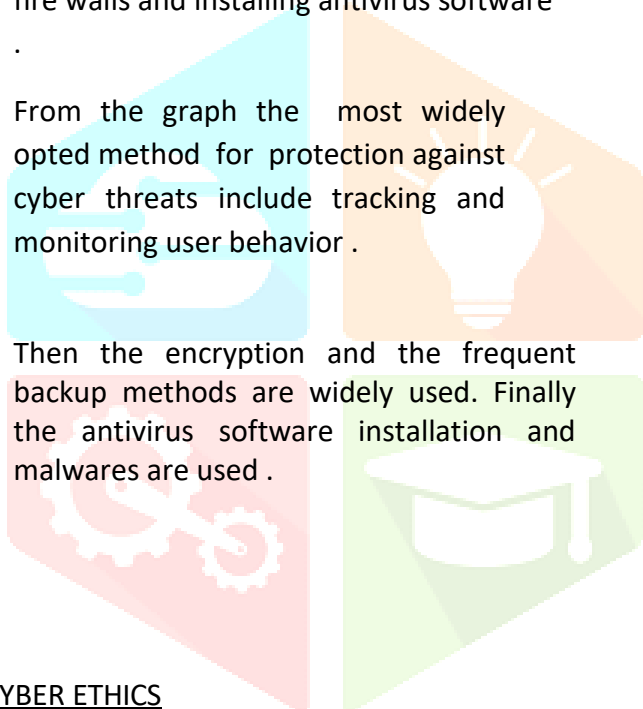 fire walls and installing antivirus software
.
From the graph the most widely
opted method for protection against
cyber threats include tracking and
monitoring user behavior .
Then the encryption and the frequent
backup methods are widely used. Finally
the antivirus software installation and
malwares are used .
YBER ETHICS